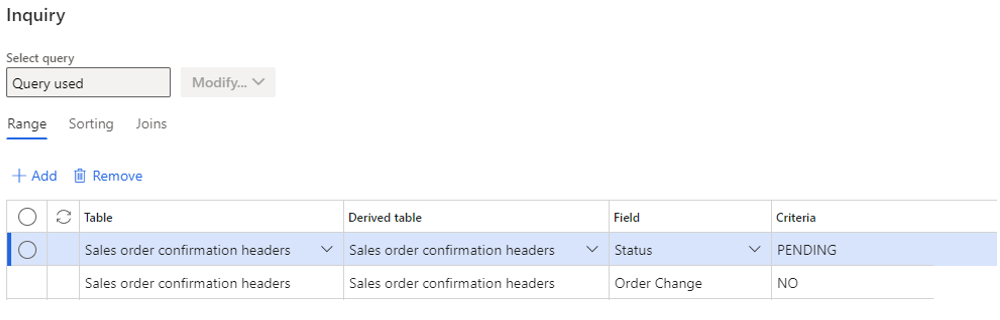 Inquiry
Select query
Query used Modify...
Range Sorting Joins
Add Remove
Table Derived table Field Criteria
Sales order confirmation headers Sales order confirmation headers Status PENDING
Sales order confirmation headers Sales order confirmation headers Order Change NO